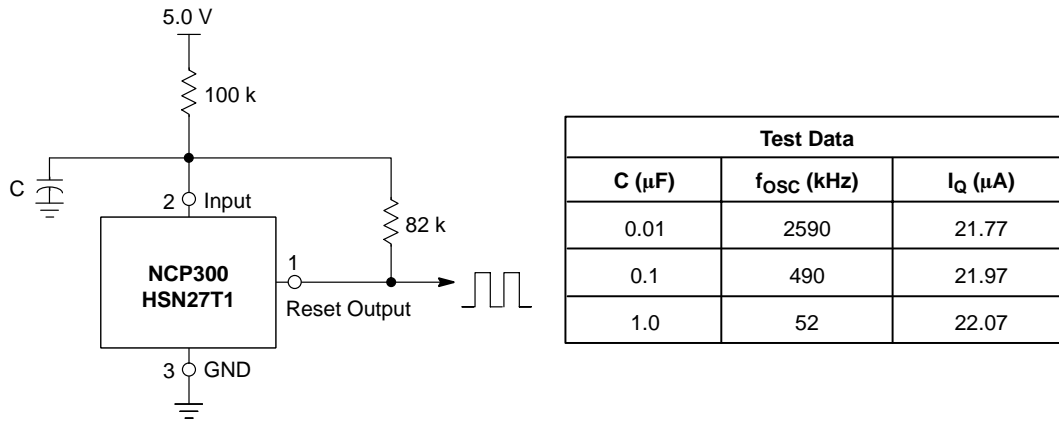 5.0 V
100 k
C
2 Input
82 k
NCP300
HSN27T1
1
Reset Output
3 GND
Test Data
C (μF) fOSC (kHz) IQ (μA)
0.01 2590 21.77
0.1 490 21.97
1.0 52 22.07